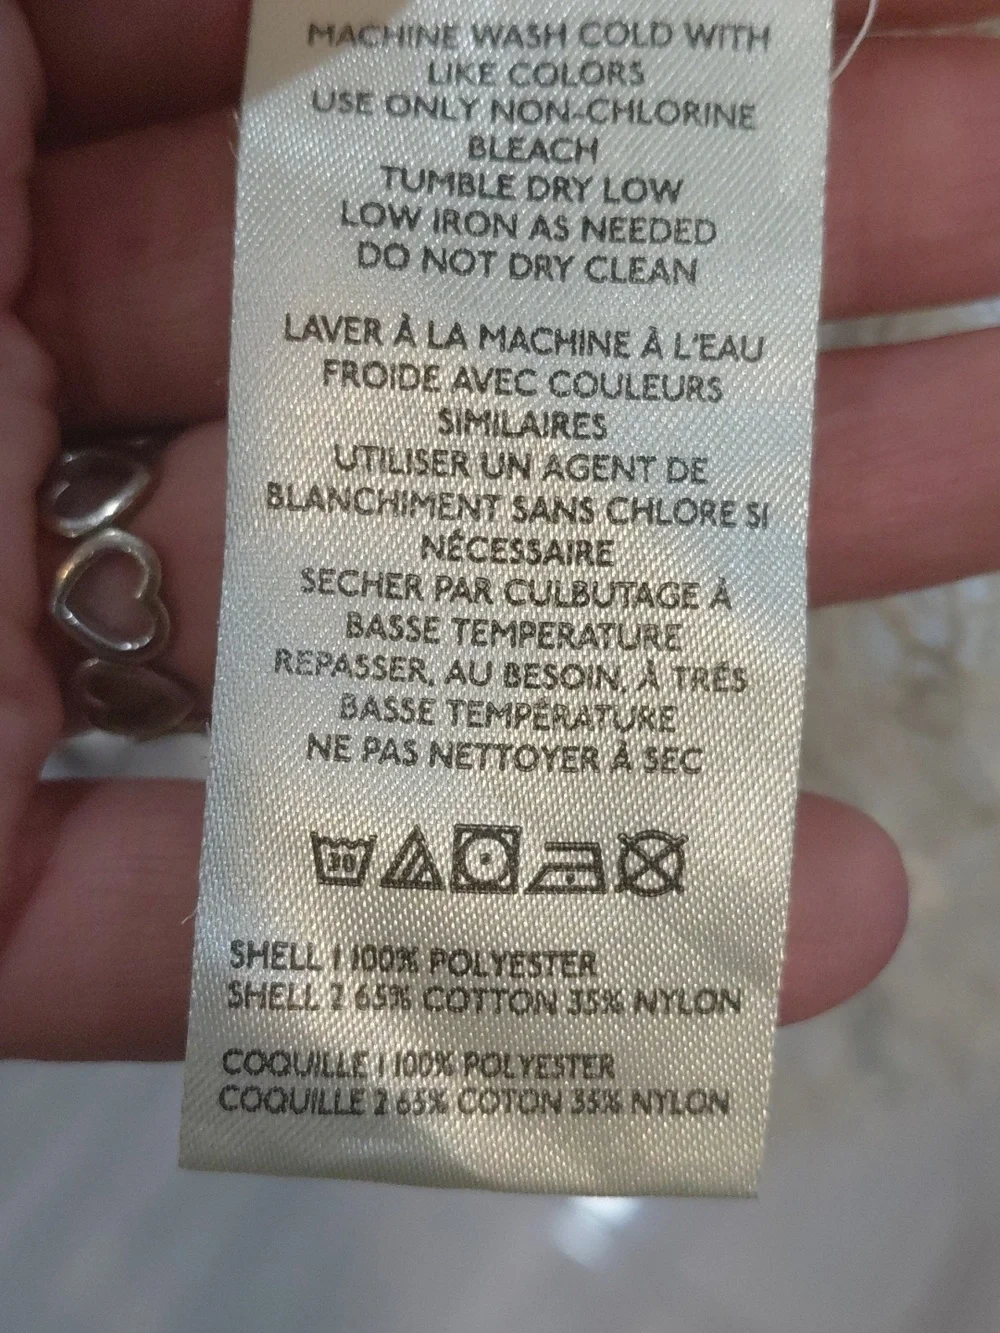 MACHINE WASH COLD WITH
LIKE COLORS
USE ONLY NON-CHLORINE
BLEACH
TUMBLE DRY LOW
LOW IRON AS NEEDED
DO NOT DRY CLEAN
LAVER À LA MACHINE À L'EAU
FROIDE AVEC COULEURS
SIMILAIRES
UTILISER UN AGENT DE
BLANCHIMENT SANS CHLORE SI
NÉCESSAIRE
SECHER PAR CULBUTAGE À
BASSE TEMPERATURE
REPASSER, AU BESOIN, À TRÉS
BASSE TEMPÉRATURE
NE PAS NETTOYER À SEC
30
SHELL 1 100% POLYESTER
SHELL 2 65% COTTON 35% NYLON
COQUILLE 1 100% POLYESTER
COQUILLE 2 65% COTON 35% NYLON